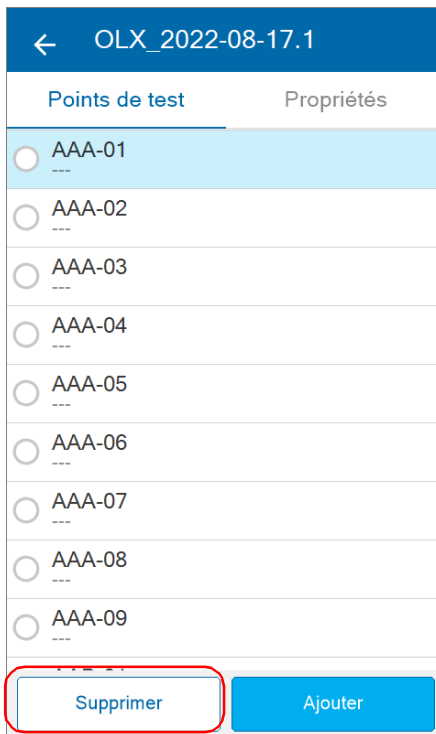 OLX_2022-08-17.1
Points de test Propriétés
AAA-01
---
AAA-02
---
AAA-03
---
AAA-04
---
AAA-05
---
AAA-06
---
AAA-07
---
AAA-08
---
AAA-09
---
Supprimer Ajouter